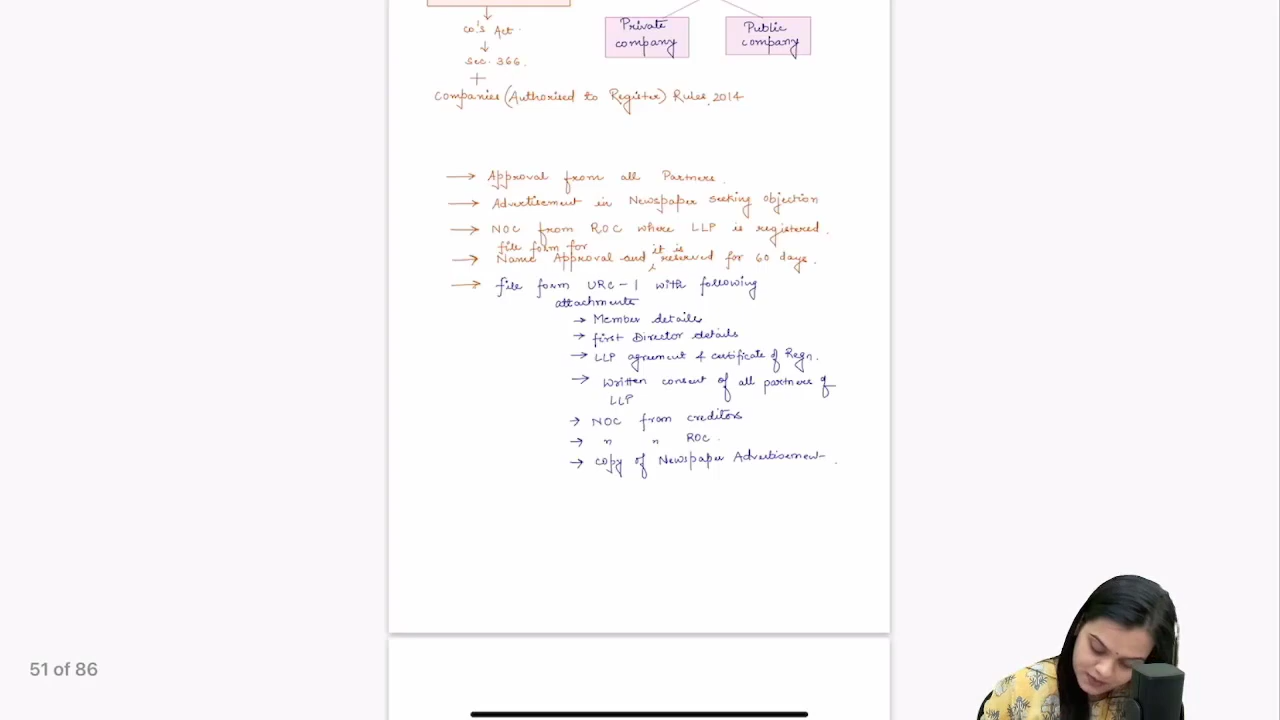 Private company
Public company
Co's Act.
Sec. 366.
+
Companies (Authorised to Register) Rules, 2014
→ Approval from all Partners.
→ Advertisement in Newspaper seeking objection
→ NOC from ROC where LLP is registered.
file form for it is
→ Name Approval and, reserved for 60 days.
→ file form URC-1 with following
attachments
→ Member details
→ first Director details
→ LLP agreement & certificate of Regn.
→ Written consent of all partners of
LLP
→ NOC from creditors
→ " " ROC.
→ copy of Newspaper Advertisement.
51 of 86